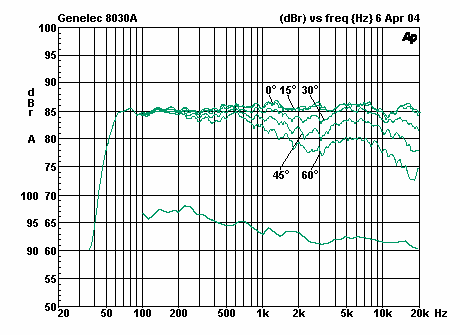 Genelec 8030A (dBr) vs freq {Hz} 6 Apr 04
Ap
100
95
90
0° 15° 30°
d
B
r
85
A
80
75
45° 60°
100 70
95 65
90 60
55
50
20 50 100 200 500 1k 2k 5k 10k 20k Hz